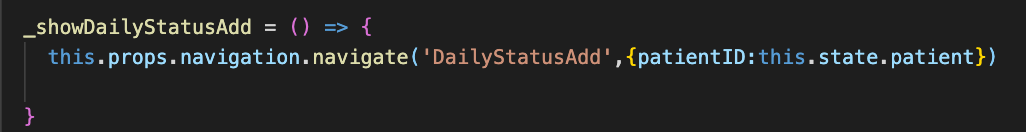 _showDailyStatusAdd = () => {
this.props.navigation.navigate('DailyStatusAdd',{patientID:this.state.patient})
}